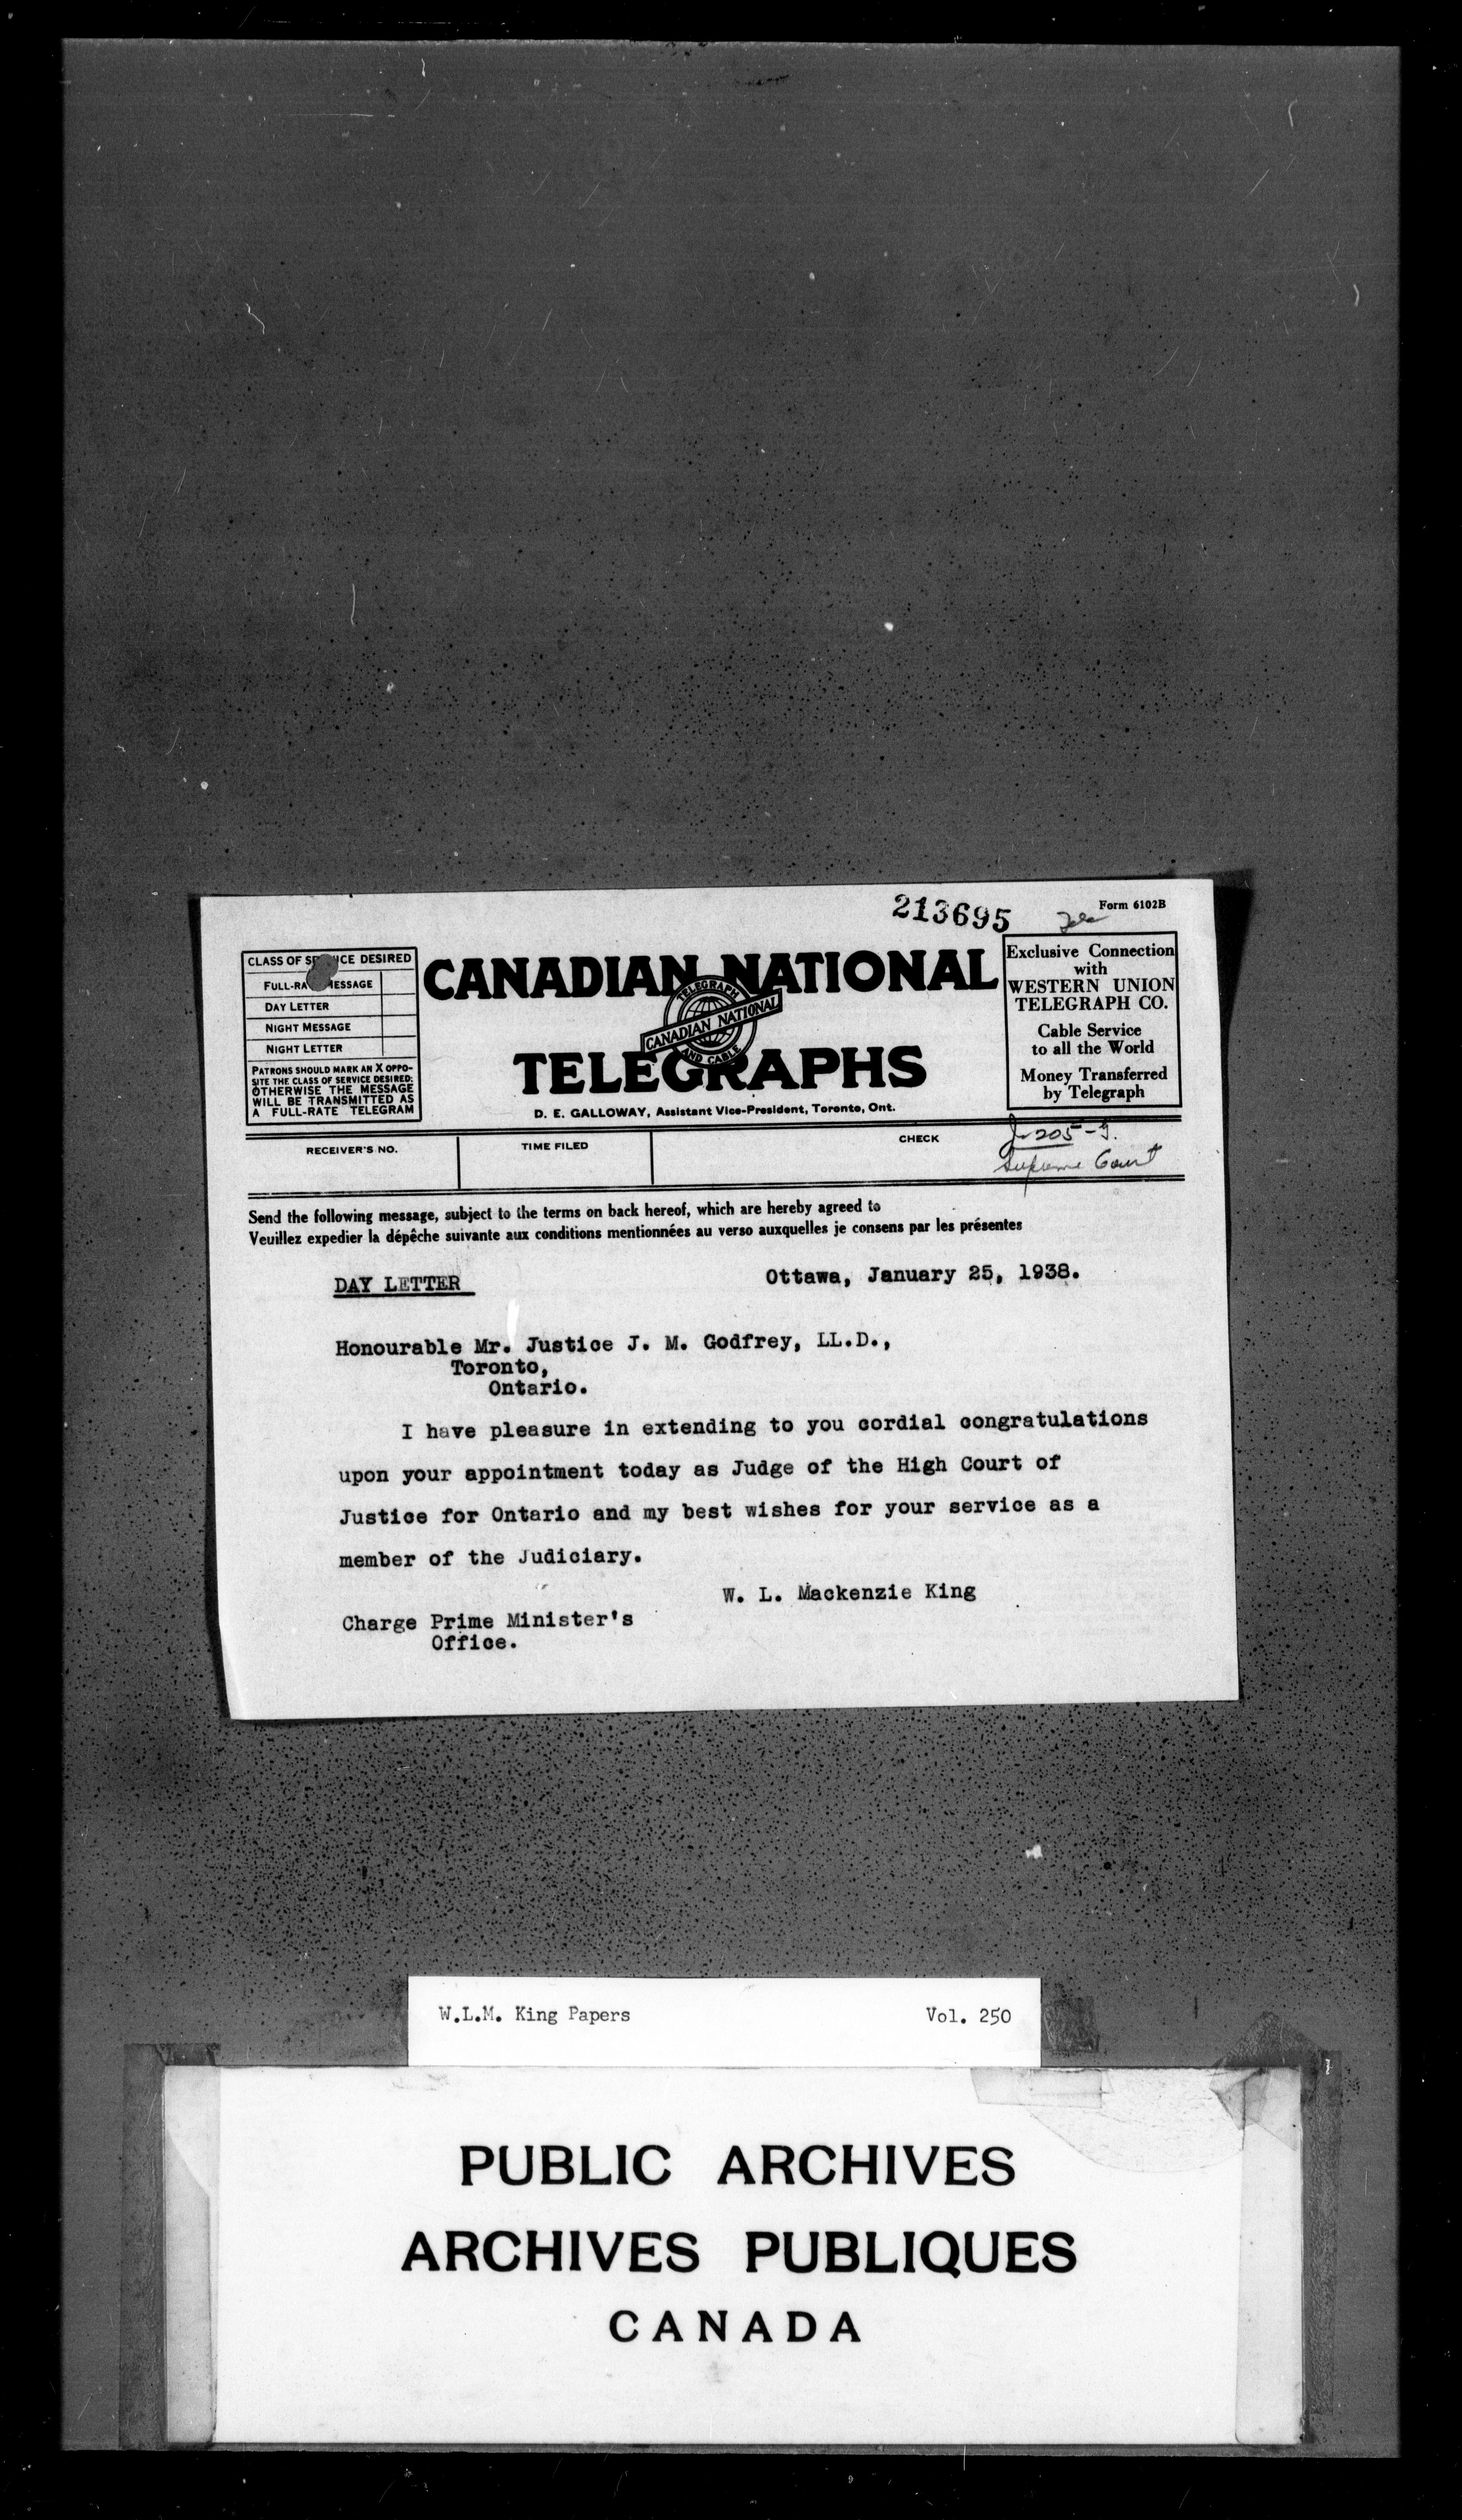 213695
Form 6102B
CLASS OF SERVICE DESIRED
FULL-RA MESSAGE
DAY LETTER
NIGHT MESSAGE
NIGHT LETTER
PATRONS SHOULD MARK AN X OPPO-
SITE THE CLASS OF SERVICE DESIRED;
OTHERWISE THE MESSAGE
WILL BE TRANSMITTED AS
A FULL-RATE TELEGRAM
CANADIAN NATIONAL
TELEGRAPH
CANADIAN NATIONAL
AND CABLE
TELEGRAPHS
D. E. GALLOWAY, Assistant Vice-President, Toronto, Ont.
Exclusive Connection
with
WESTERN UNION
TELEGRAPH CO.
Cable Service
to all the World
Money Transferred
by Telegraph
RECEIVER'S NO.
TIME FILED
CHECK
J-205-J.
Supreme Court
Send the following message, subject to the terms on back hereof, which are hereby agreed to
Veuillez expedier la dépêche suivante aux conditions mentionnées au verso auxquelles je consens par les présentes
DAY LETTER
Ottawa, January 25, 1938.
Honourable Mr. Justice J. M. Godfrey, LL.D.,
Toronto,
Ontario.
I have pleasure in extending to you cordial congratulations
upon your appointment today as Judge of the High Court of
Justice for Ontario and my best wishes for your service as a
member of the Judiciary.
W. L. Mackenzie King
Charge Prime Minister's
Office.
W.L.M. King Papers Vol. 250
PUBLIC ARCHIVES
ARCHIVES PUBLIQUES
CANADA